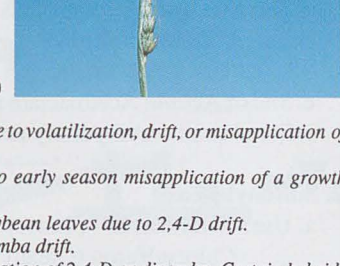 e to volatilization, drift, or misapplication o
o early season misapplication of a growth
bean leaves due to 2,4-D drift.
mba drift.